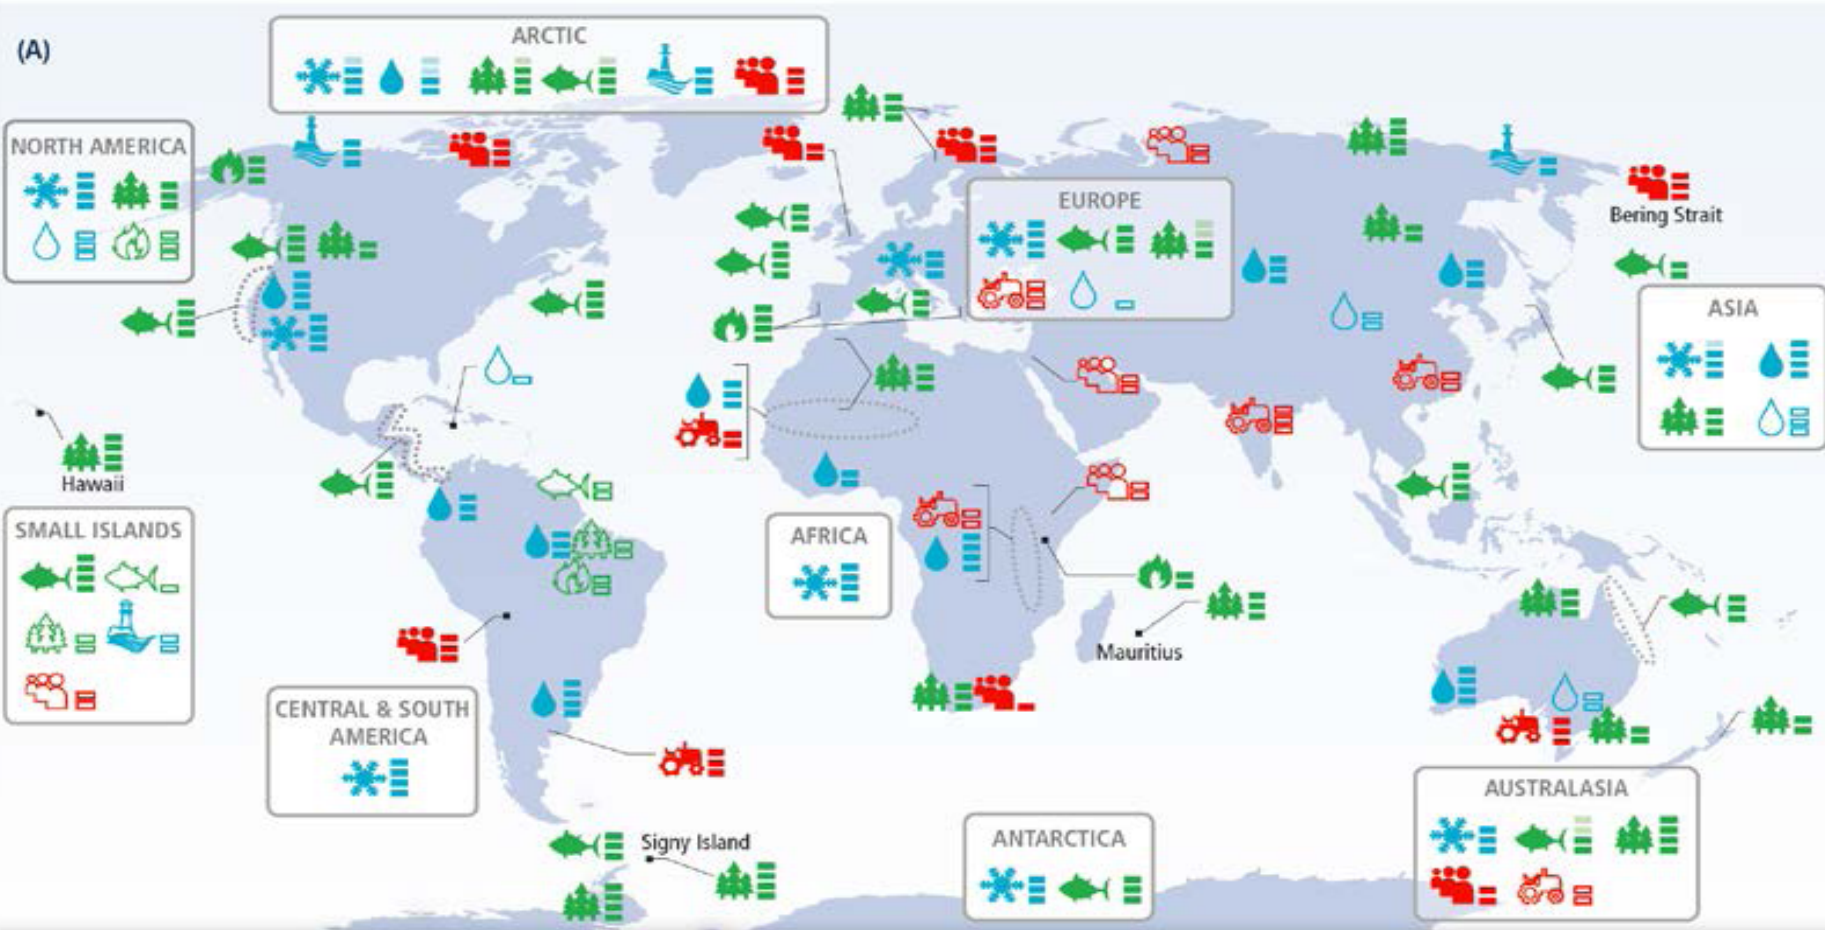 (A)
ARCTIC
NORTH AMERICA
EUROPE
Bering Strait
ASIA
Hawaii
SMALL ISLANDS
AFRICA
Mauritius
CENTRAL & SOUTH
AMERICA
Signy Island
ANTARCTICA
AUSTRALASIA